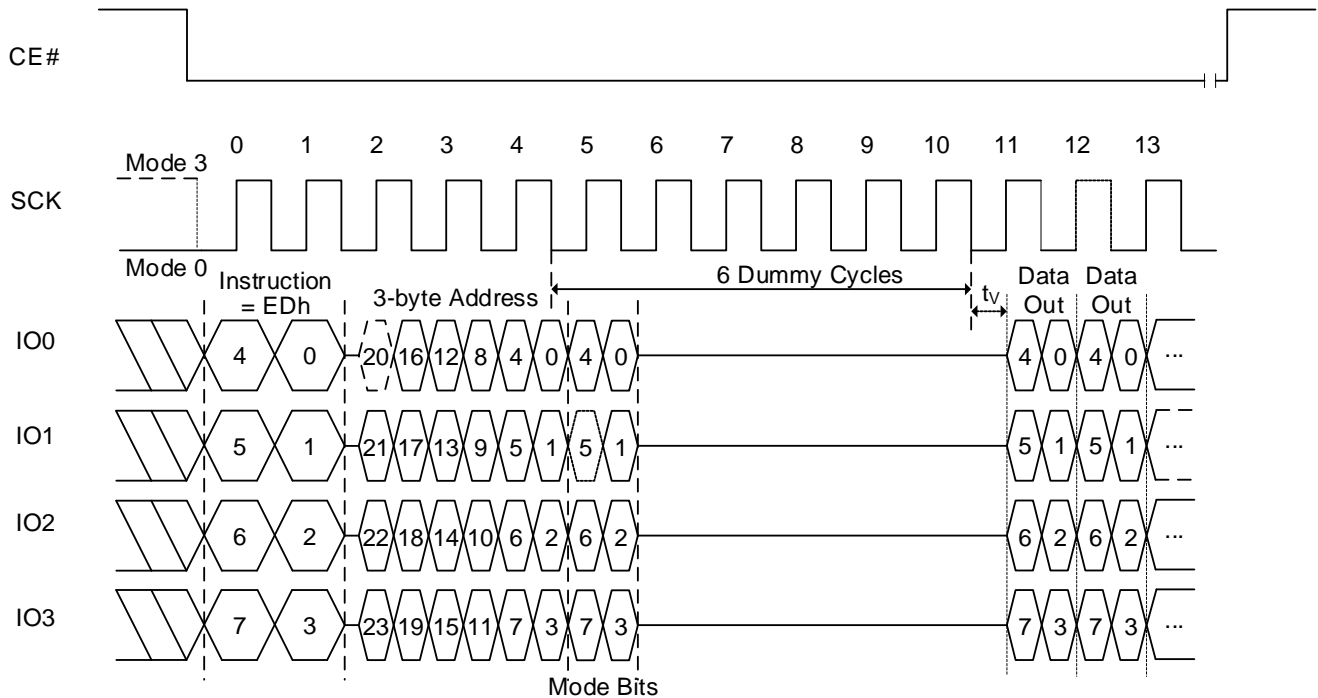 CE#
0 1 2 3 4 5 6 7 8 9 10 11 12 13
Mode 3
SCK
Mode 0
Instruction
= EDh
3-byte Address
6 Dummy Cycles
tV
Data
Out
Data
Out
IO0
4 0 20 16 12 8 4 0 4 0 4 0 4 0 ...
IO1
5 1 21 17 13 9 5 1 5 1 5 1 5 1 ...
IO2
6 2 22 18 14 10 6 2 6 2 6 2 6 2 ...
IO3
7 3 23 19 15 11 7 3 7 3 7 3 7 3 ...
Mode Bits